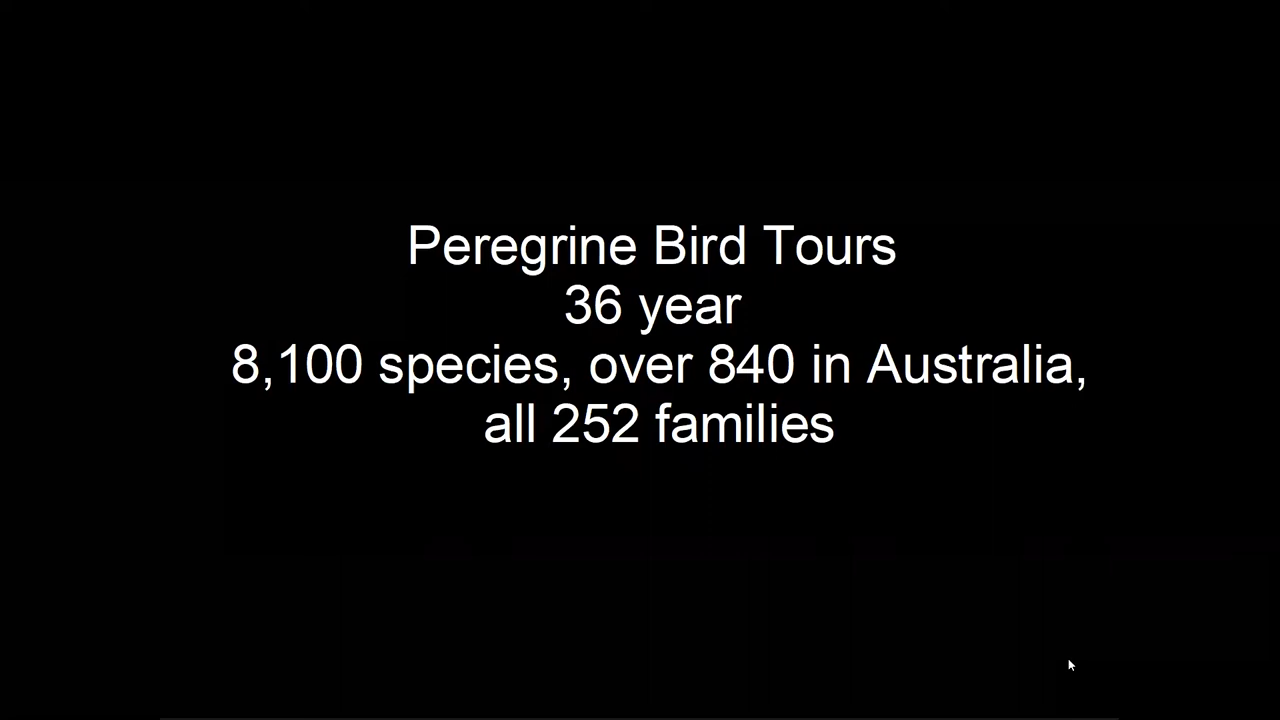 Peregrine Bird Tours
36 year
8,100 species, over 840 in Australia,
all 252 families